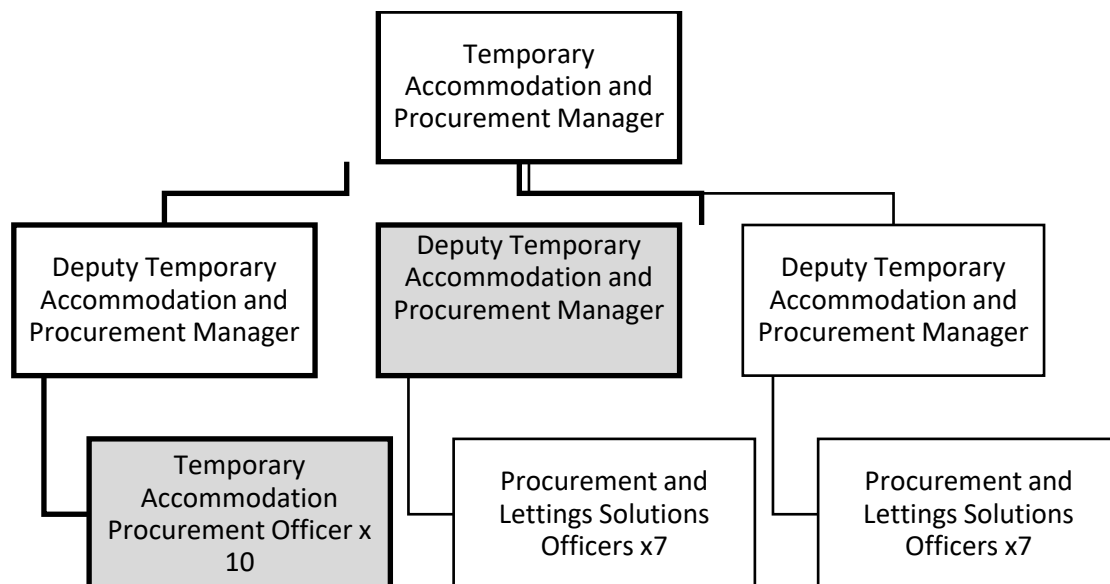 Temporary
Accommodation and
Procurement Manager
Deputy Temporary
Accommodation and
Procurement Manager
Deputy Temporary
Accommodation and
Procurement Manager
Deputy Temporary
Accommodation and
Procurement Manager
Temporary
Accommodation
Procurement Officer x
10
Procurement and
Lettings Solutions
Officers x7
Procurement and
Lettings Solutions
Officers x7